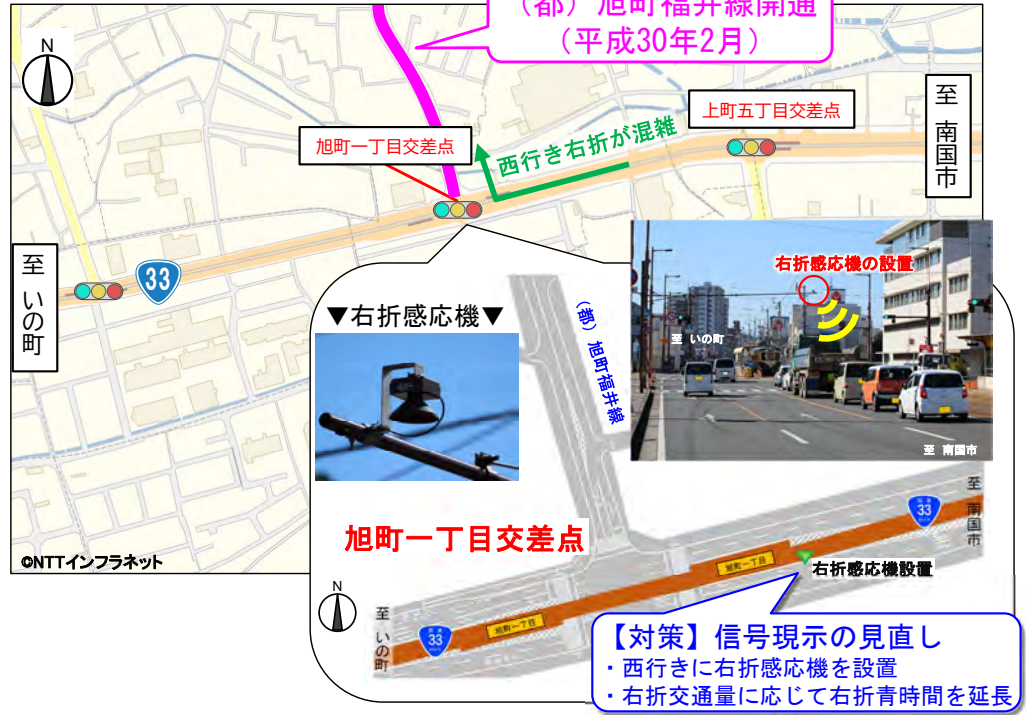 （都）旭町福井線開通
（平成30年2月）
N
至 南国市
上町五丁目交差点
旭町一丁目交差点
西行き右折が混雑
至 いの町
33
右折感応機の設置
至 いの町
至 南国市
▼右折感応機▼
（都）旭町福井線
旭町一丁目交差点
©NTTインフラネット
至 南国市
33
旭町一丁目
右折感応機設置
N
至 いの町
33
旭町一丁目
【対策】信号現示の見直し
・西行きに右折感応機を設置
・右折交通量に応じて右折青時間を延長